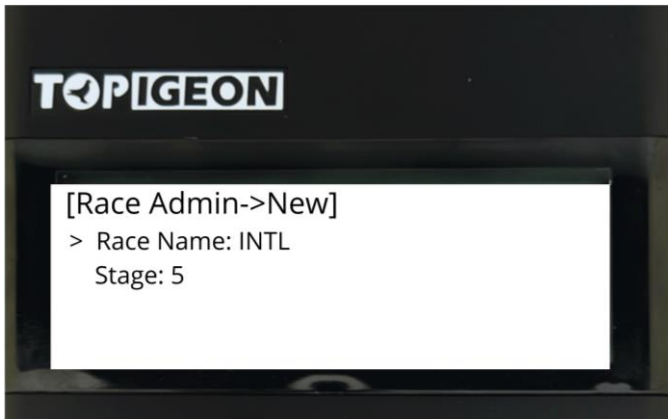 TOPIGEON
[Race Admin->New]
> Race Name: INTL
Stage: 5